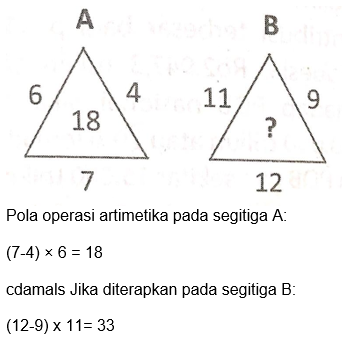 A B
6 4 11 9
18 ?
7 12
Pola operasi artimetika pada segitiga A:
(7-4) × 6 = 18
cdamals Jika diterapkan pada segitiga B:
(12-9) x 11= 33